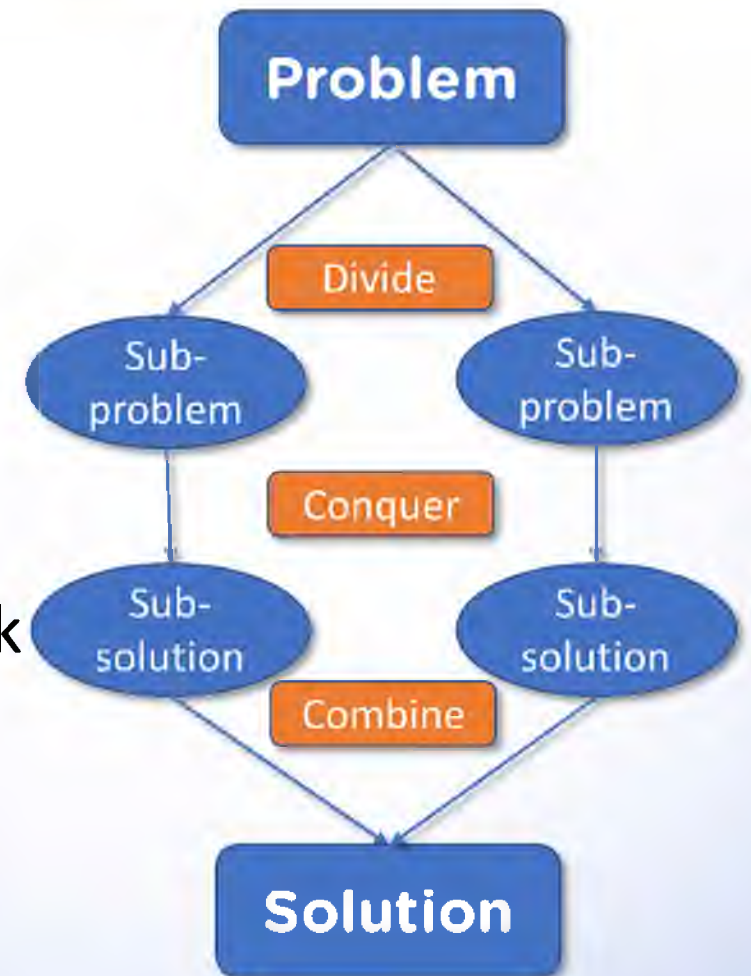 Problem
Divide
Sub-
problem
Sub-
problem
Conquer
k
Sub-
solution
Sub-
solution
Combine
Solution